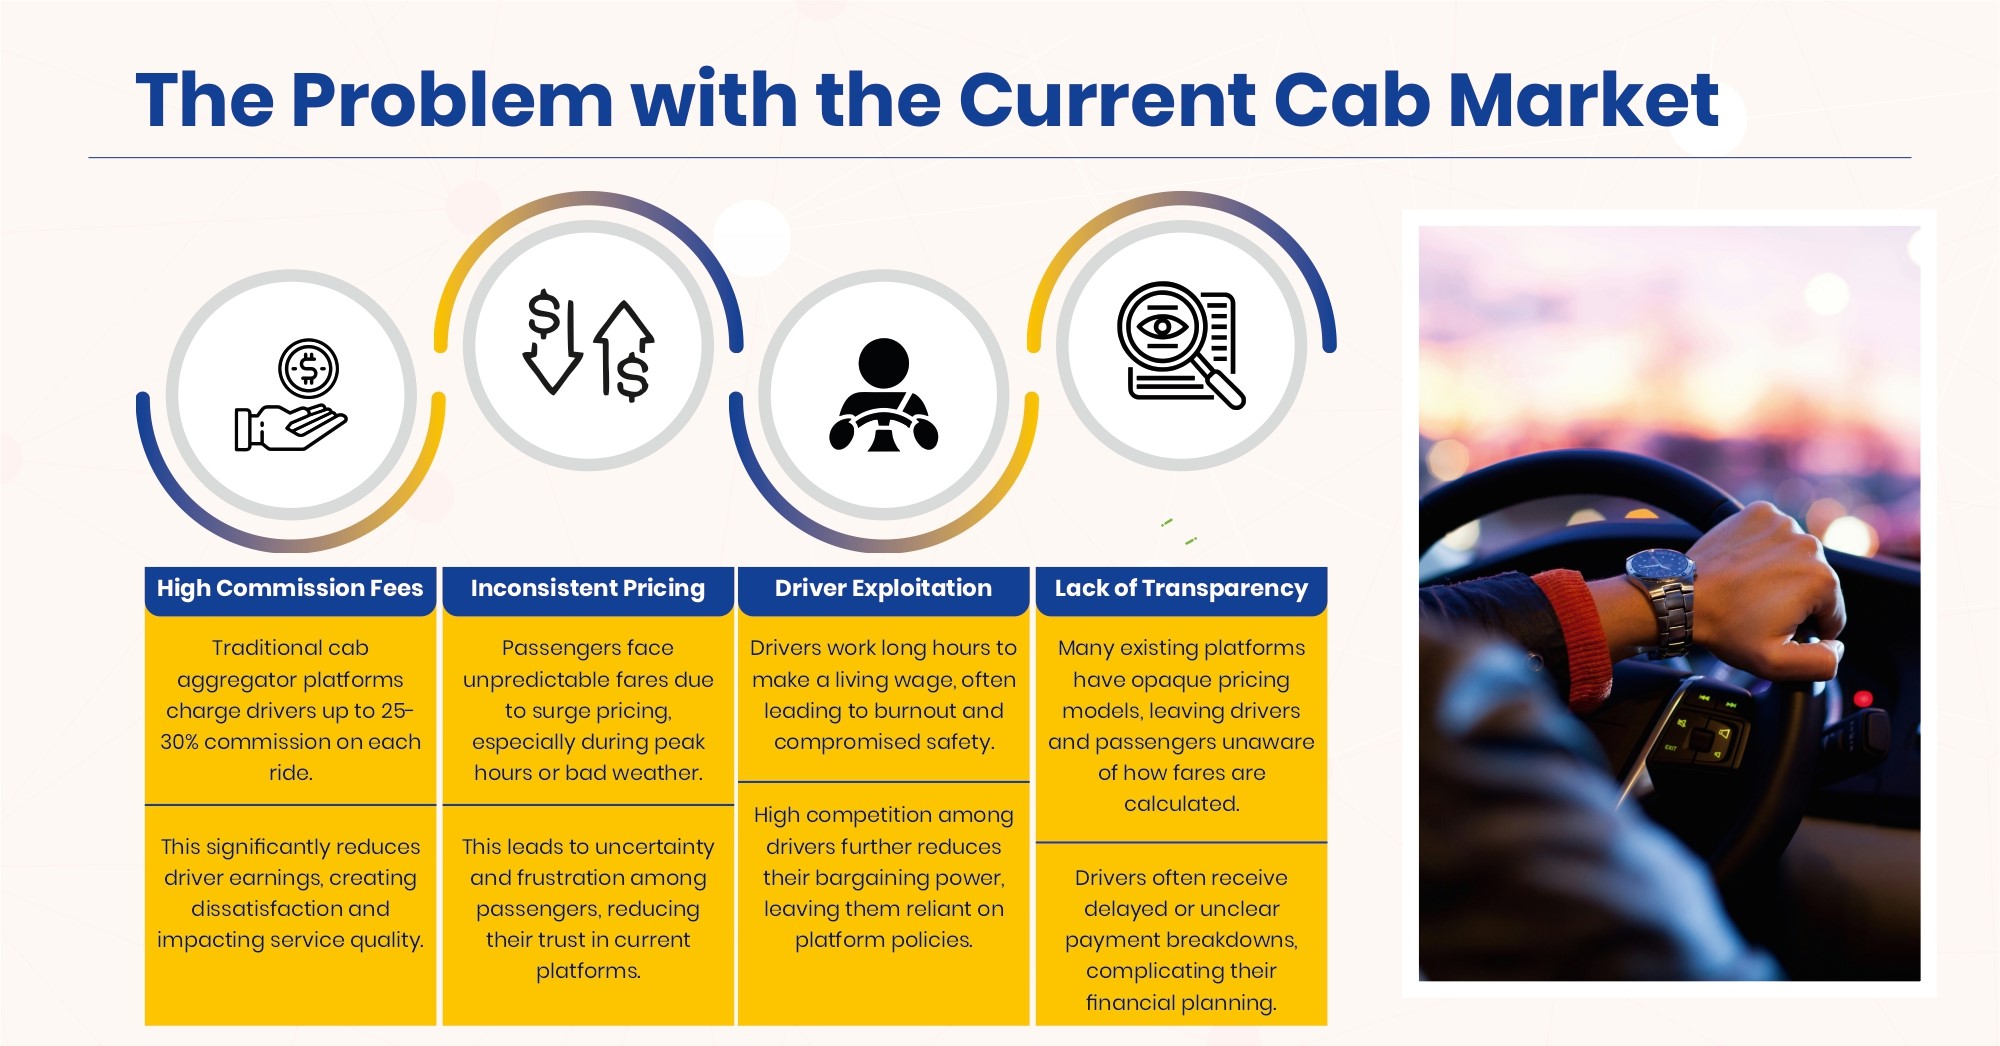 The Problem with the Current Cab Market
High Commission Fees
Traditional cab
aggregator platforms
charge drivers up to 25-
30% commission on each
ride.
This significantly reduces
driver earnings, creating
dissatisfaction and
impacting service quality.
Inconsistent Pricing
Passengers face
unpredictable fares due
to surge pricing,
especially during peak
hours or bad weather.
This leads to uncertainty
and frustration among
passengers, reducing
their trust in current
platforms.
Driver Exploitation
Drivers work long hours to
make a living wage, often
leading to burnout and
compromised safety.
High competition among
drivers further reduces
their bargaining power,
leaving them reliant on
platform policies.
Lack of Transparency
Many existing platforms
have opaque pricing
models, leaving drivers
and passengers unaware
of how fares are
calculated.
Drivers often receive
delayed or unclear
payment breakdowns,
complicating their
financial planning.
EXIT